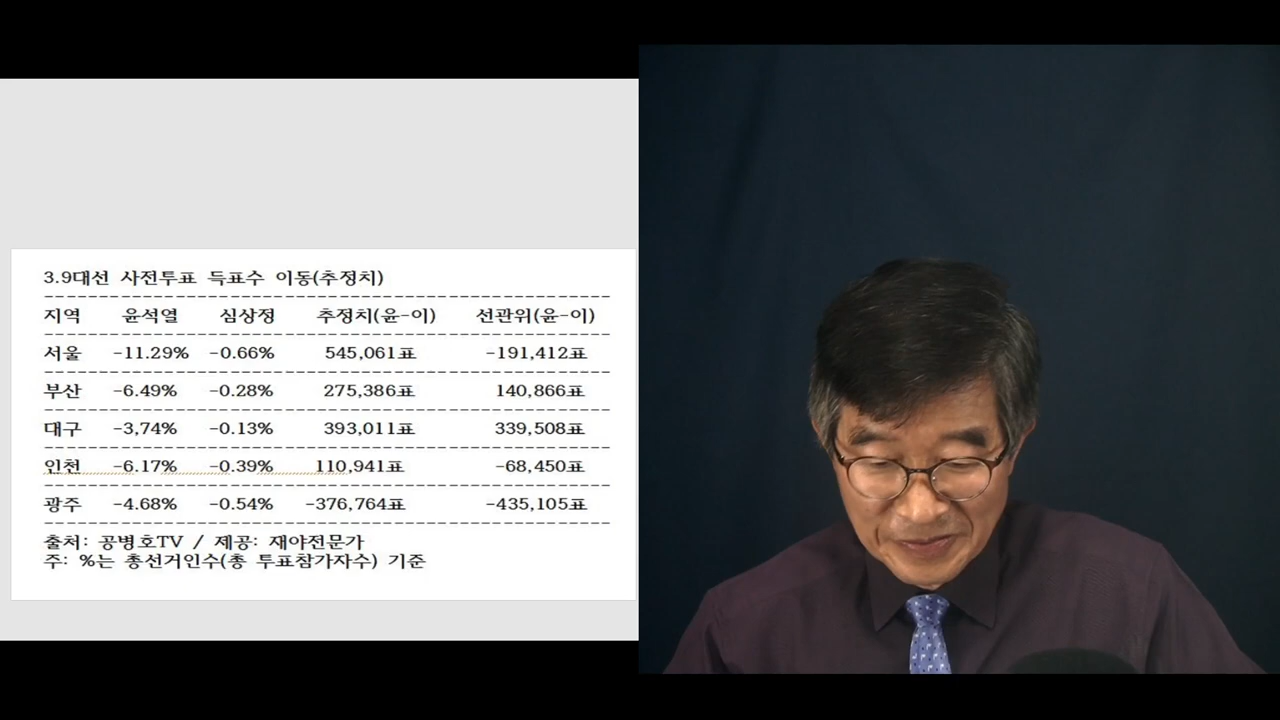 3.9대선 사전투표 득표수 이동(추정치)
지역 윤석열 심상정 추정치(윤-이) 선관위(윤-이)
서울 -11.29% -0.66% 545,061표 -191,412표
부산 -6.49% -0.28% 275,386표 140,866표
대구 -3,74% -0.13% 393,011표 339,508표
인천 -6.17% -0.39% 110,941표 -68,450표
광주 -4.68% -0.54% -376,764표 -435,105표
출처: 공병호TV / 제공: 재야전문가
주: %는 총선거인수(총 투표참가자수) 기준